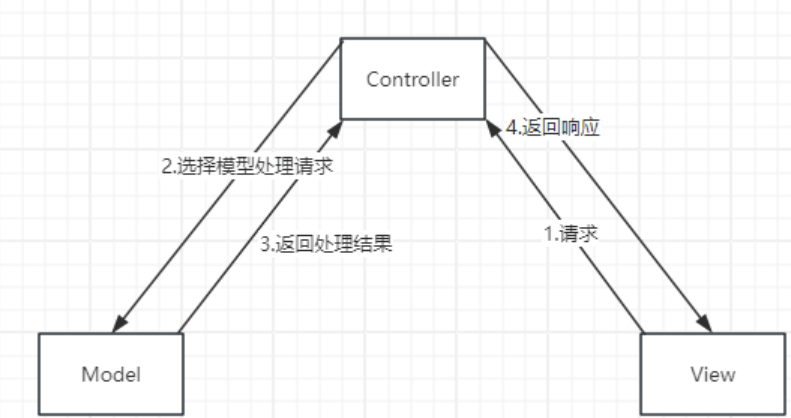 Controller
4.返回响应
2.选择模型处理请求
1.请求
3.返回处理结果
Model
View